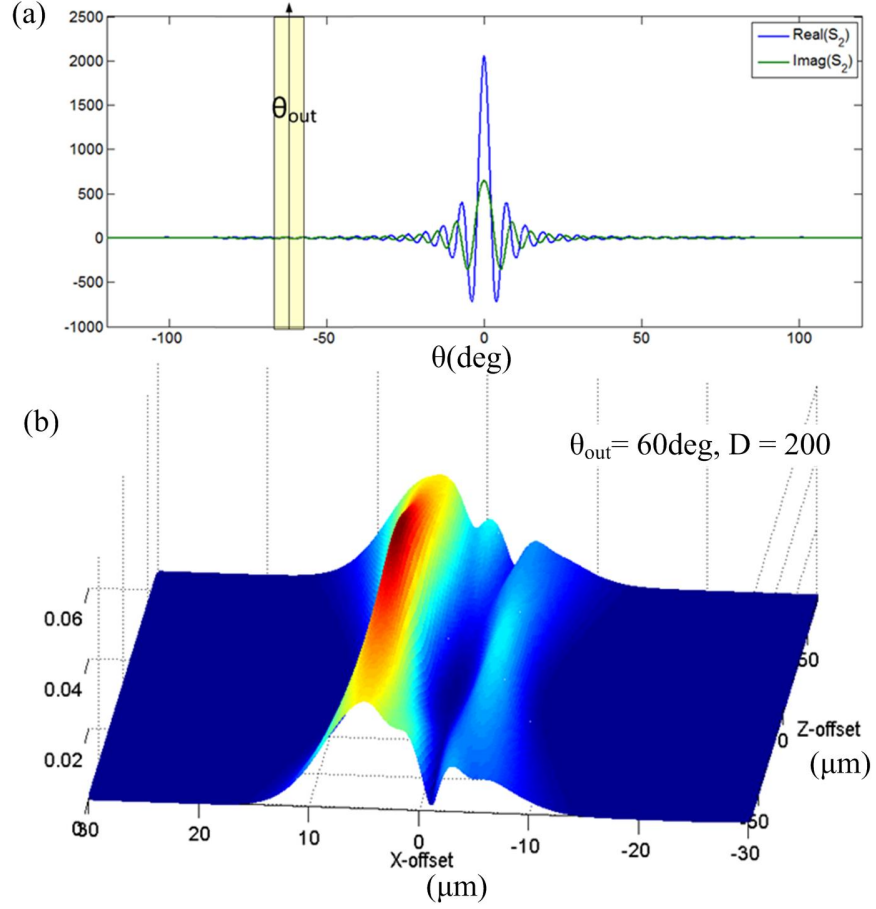 (a)
2500
2000
1500
1000
500
0
-500
-1000
Real(S₂)
Imag(S₂)
θout
-100
-50
0
50
100
θ(deg)
(b)
θout= 60deg, D = 200
0.06
0.04
0.02
0
30
20
10
0
-10
-20
-30
X-offset
(μm)
50
0
-50
Z-offset
(μm)